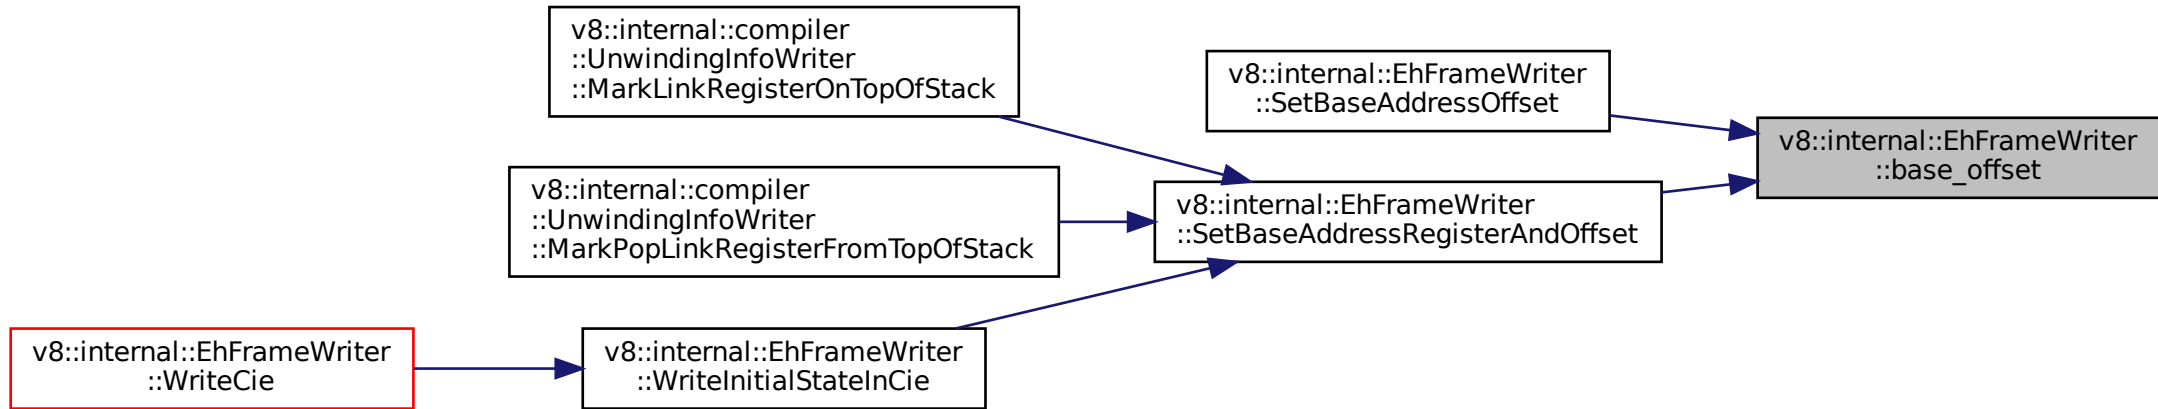 v8::internal::compiler
::UnwindingInfoWriter
::MarkLinkRegisterOnTopOfStack
v8::internal::EhFrameWriter
::SetBaseAddressOffset
v8::internal::EhFrameWriter
::base_offset
v8::internal::compiler
::UnwindingInfoWriter
::MarkPopLinkRegisterFromTopOfStack
v8::internal::EhFrameWriter
::SetBaseAddressRegisterAndOffset
v8::internal::EhFrameWriter
::WriteCie
v8::internal::EhFrameWriter
::WriteInitialStateInCie